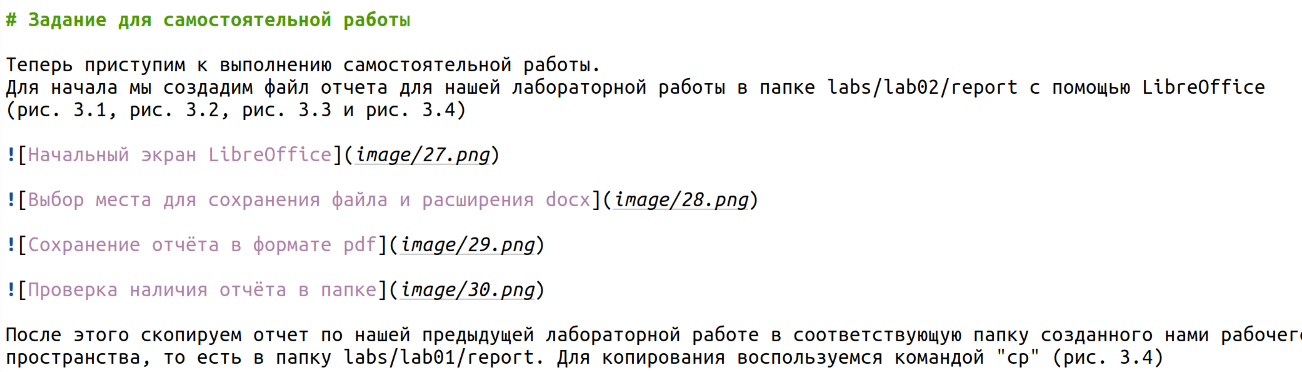 # Задание для самостоятельной работы
Теперь приступим к выполнению самостоятельной работы.
Для начала мы создадим файл отчета для нашей лабораторной работы в папке labs/lab02/report с помощью LibreOffice
(рис. 3.1, рис. 3.2, рис. 3.3 и рис. 3.4)
![Начальный экран LibreOffice](image/27.png)
![Выбор места для сохранения файла и расширения docx](image/28.png)
![Сохранение отчёта в формате pdf](image/29.png)
![Проверка наличия отчёта в папке](image/30.png)
После этого скопируем отчет по нашей предыдущей лабораторной работе в соответствующую папку созданного нами рабочего
пространства, то есть в папку labs/lab01/report. Для копирования воспользуемся командой "cp" (рис. 3.4)